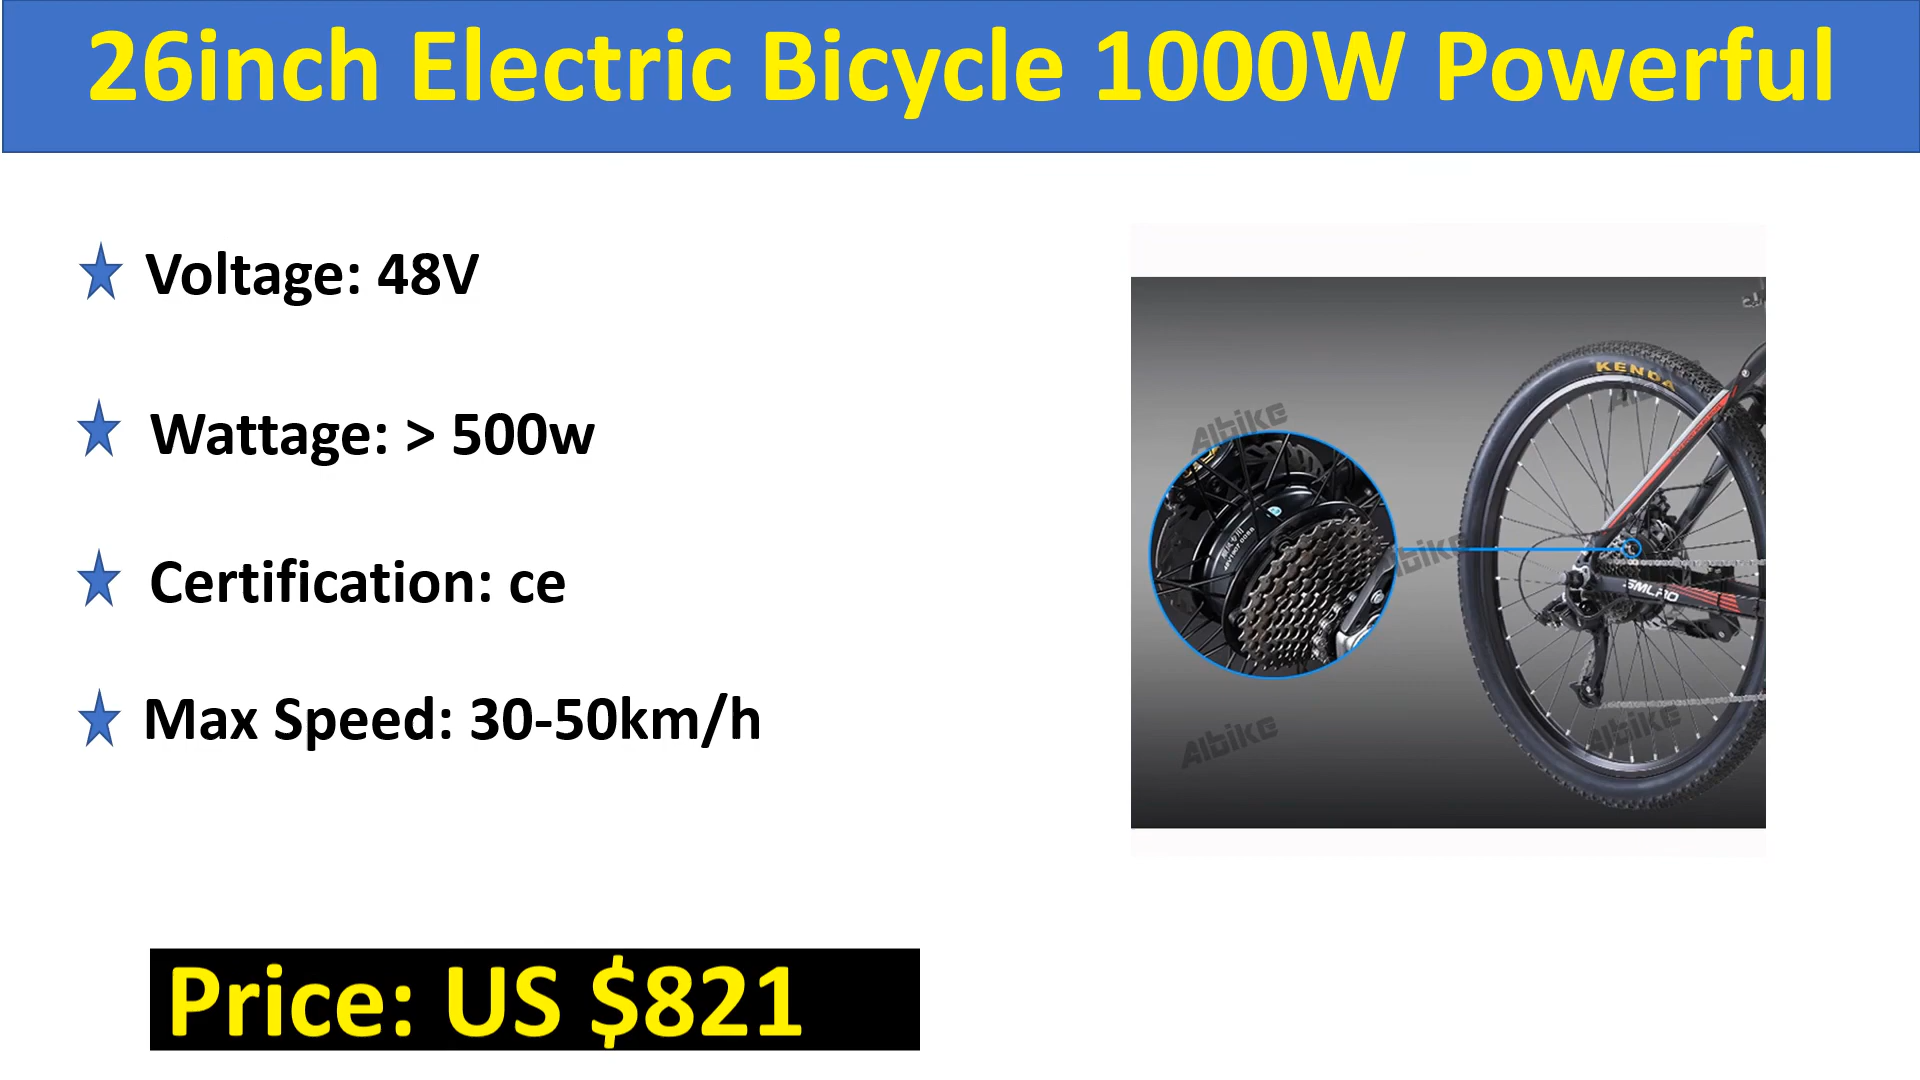 26inch Electric Bicycle 1000W Powerful
Voltage: 48V
Wattage: > 500w
Certification: ce
Max Speed: 30-50km/h
Price: US $821
KENDA
AIbike
AIbike
AIbike
SMLRO